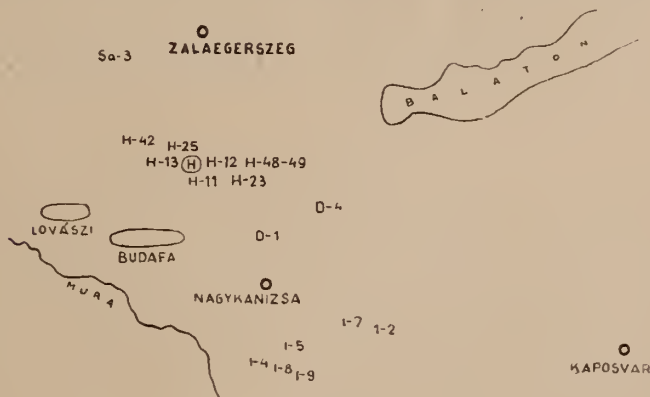 Sa-3
ZALAEGERSZEG
BALATON
H-42
H-25
H-13 H H-12 H-48-49
H-11 H-23
D-4
LOVÁSZI
D-1
BUDAFA
MURA
NAGYKANIZSA
I-7
I-2
I-5
I-4
I-8
I-9
KAPOSVAR